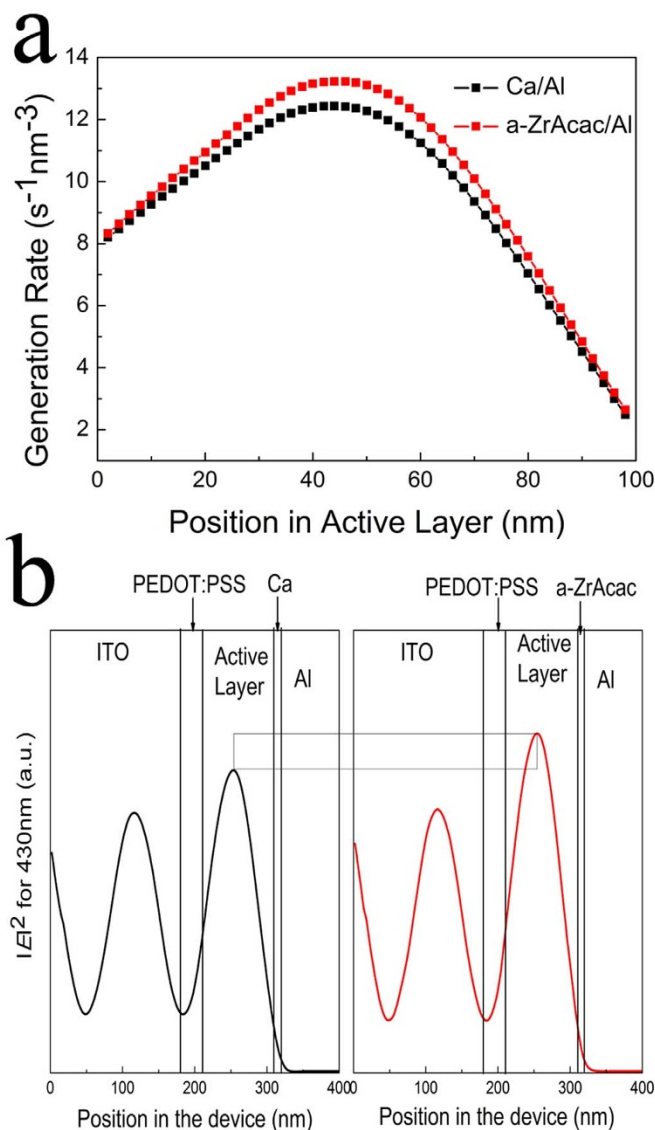 a
14
12
10
8
6
4
2
Generation Rate (s⁻¹nm⁻³)
Ca/Al
a-ZrAcac/Al
0 20 40 60 80 100
Position in Active Layer (nm)
b
PEDOT:PSS Ca
ITO
Active
Layer
Al
PEDOT:PSS a-ZrAcac
ITO
Active
Layer
Al
|E|² for 430nm (a.u.)
0 100 200 300 400
Position in the device (nm)
100 200 300 400
Position in the device (nm)